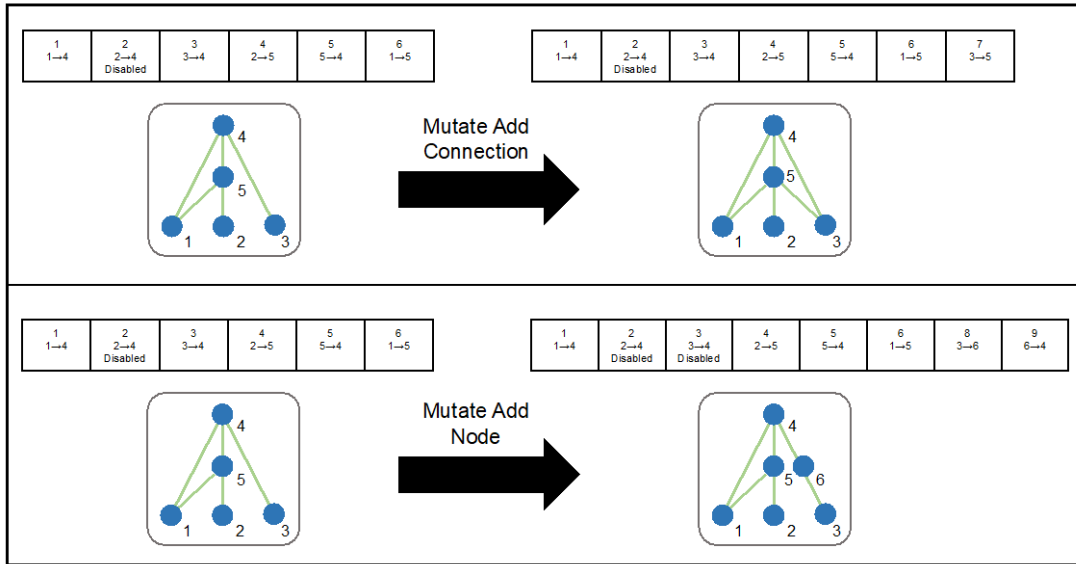 1 2 3 4 5 6
1→4 2→4 3→4 2→5 5→4 1→5
Disabled
1 2 3 4 5 6 7
1→4 2→4 3→4 2→5 5→4 1→5 3→5
Disabled
4
5
1 2 3
Mutate Add
Connection
4
5
1 2 3
1 2 3 4 5 6
1→4 2→4 3→4 2→5 5→4 1→5
Disabled
1 2 3 4 5 6 8 9
1→4 2→4 3→4 2→5 5→4 1→5 3→6 6→4
Disabled Disabled
4
5
1 2 3
Mutate Add
Node
4
5 6
1 2 3